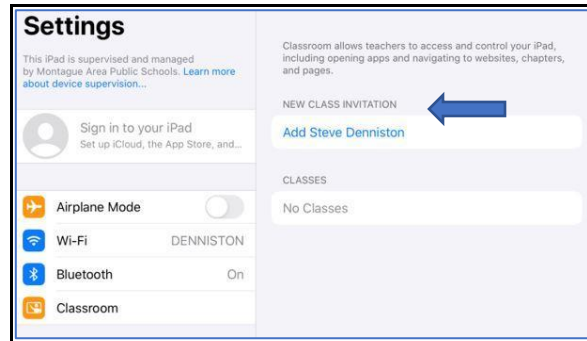 Settings
This iPad is supervised and managed
by Montague Area Public Schools. Learn more
about device supervision...
Sign in to your iPad
Set up iCloud, the App Store, and...
Airplane Mode
Wi-Fi DENNISTON
Bluetooth On
Classroom
Classroom allows teachers to access and control your iPad,
including opening apps and navigating to websites, chapters,
and pages.
NEW CLASS INVITATION
Add Steve Denniston
CLASSES
No Classes